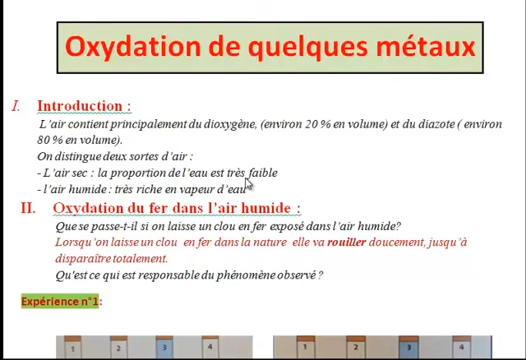 Oxydation de quelques métaux
I. Introduction :
L'air contient principalement du dioxygène, (environ 20 % en volume) et du diazote ( environ
80 % en volume).
On distingue deux sortes d'air :
- L'air sec : la proportion de l'eau est très faible
- l'air humide : très riche en vapeur d'eau
II. Oxydation du fer dans l'air humide :
Que se passe-t-il si on laisse un clou en fer exposé dans l'air humide?
Lorsqu'on laisse un clou en fer dans la nature elle va rouiller doucement, jusqu'à
disparaître totalement.
Qu'est ce qui est responsable du phénomène observé ?
Expérience n°1:
1 2 3 4 1 2 3 4